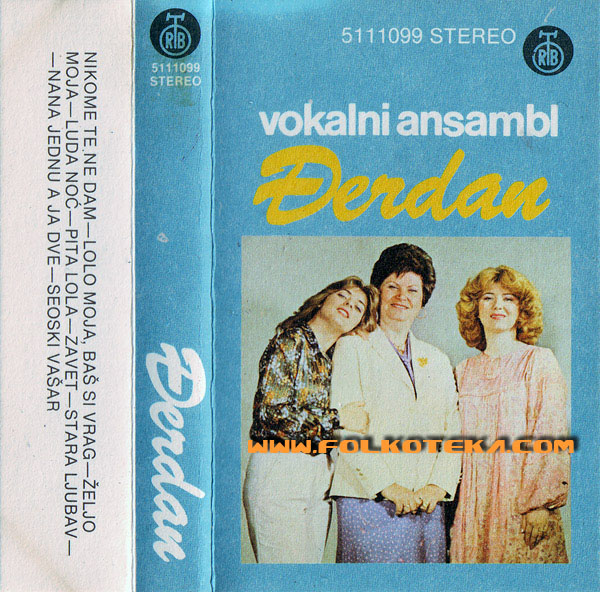 NIKOME TE NE DAM—LOLO MOJA, BAŠ SI VRAG—ŽELJO
MOJA—LUDA NOĆ—PITA LOLA—ZAVET—STARA LJUBAV—
—NANA JEDNU A JA DVE—SEOSKI VAŠAR
RTB
5111099
STEREO
Đerdan
5111099 STEREO
RTB
vokalni ansambl
Đerdan
WWW.FOLKOTEKA.COM